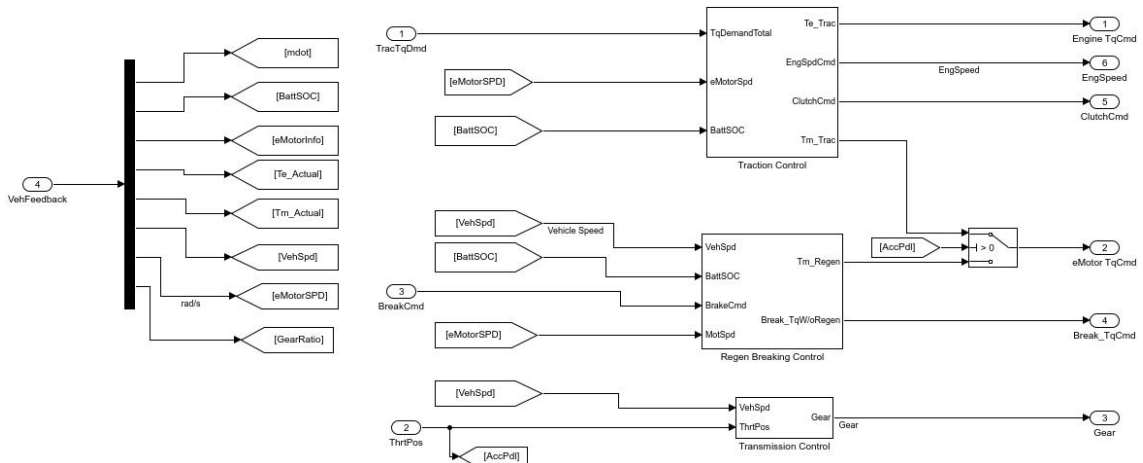 4
VehFeedback
[mdot]
[BattSOC]
[eMotorInfo]
[Te_Actual]
[Tm_Actual]
[VehSpd]
rad/s
[eMotorSPD]
[GearRatio]
1
TracTqDmd
[eMotorSPD]
[BattSOC]
TqDemandTotal
eMotorSpd
BattSOC
Te_Trac
EngSpdCmd
ClutchCmd
Tm_Trac
Traction Control
EngSpeed
1
Engine TqCmd
6
EngSpeed
5
ClutchCmd
[VehSpd]
Vehicle Speed
[BattSOC]
3
BreakCmd
[eMotorSPD]
VehSpd
BattSOC
BrakeCmd
MotSpd
Tm_Regen
Break_TqW/oRegen
Regen Breaking Control
[AccPdl]
> 0
2
eMotor TqCmd
4
Break_TqCmd
[VehSpd]
2
ThrtPos
[AccPdl]
VehSpd
ThrtPos
Gear
Transmission Control
Gear
3
Gear